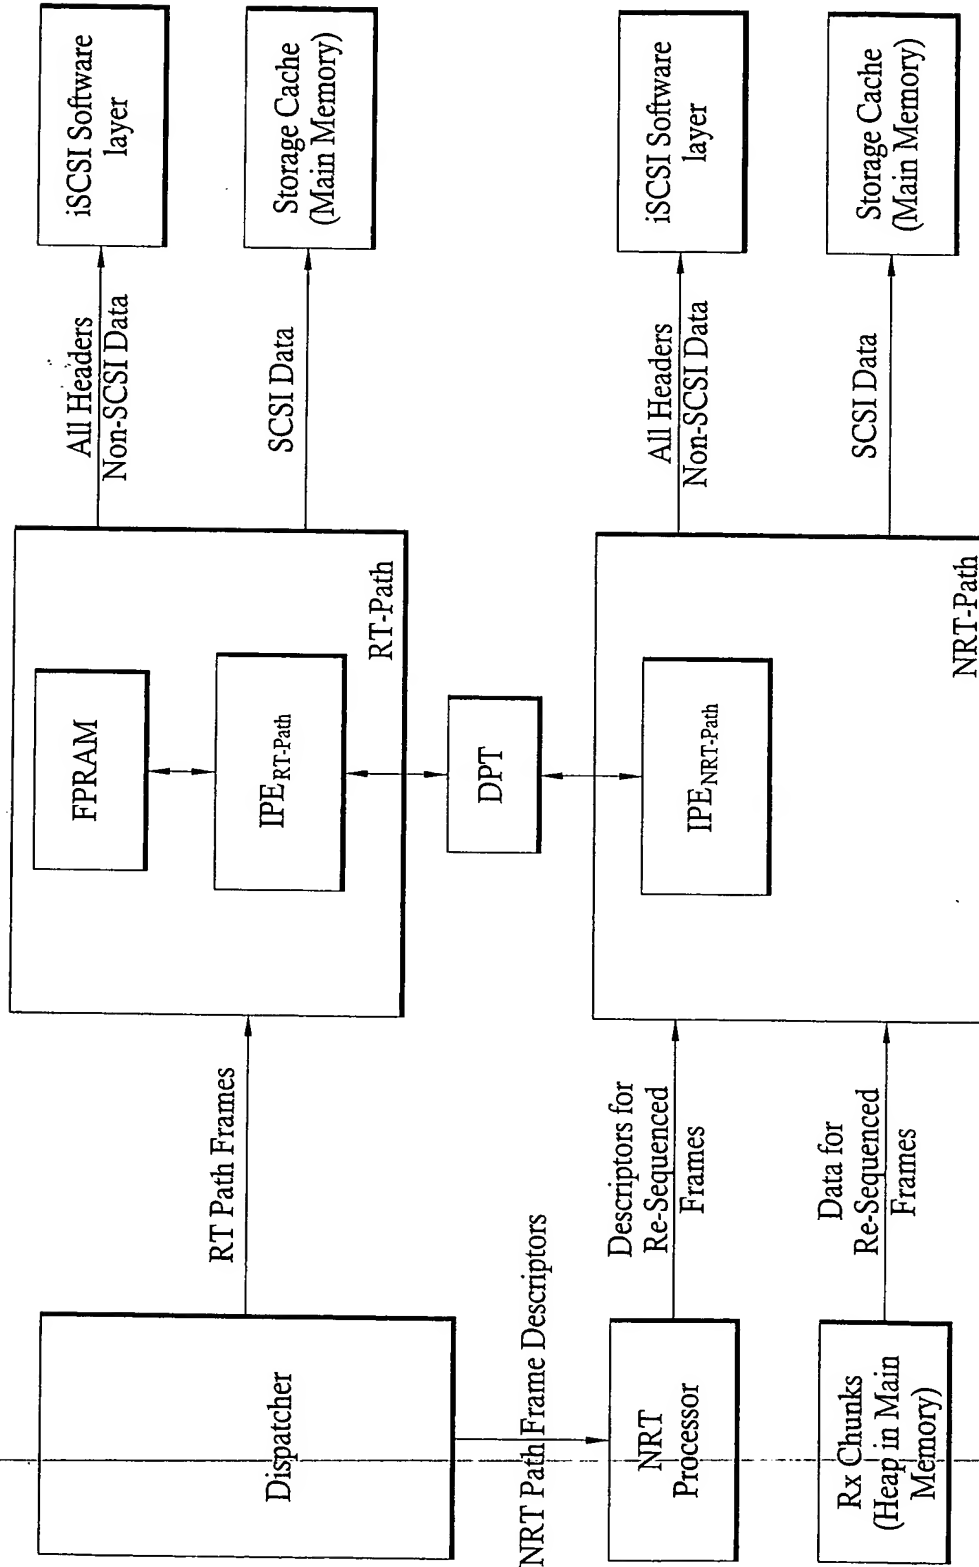 Dispatcher
RT Path Frames
FPRAM
IPERT-Path
RT-Path
All Headers
Non-SCSI Data
iSCSI Software
layer
SCSI Data
Storage Cache
(Main Memory)
DPT
NRT Path Frame Descriptors
NRT
Processor
Descriptors for
Re-Sequenced
Frames
Rx Chunks
(Heap in Main
Memory)
Data for
Re-Sequenced
Frames
IPENRT-Path
NRT-Path
All Headers
Non-SCSI Data
iSCSI Software
layer
SCSI Data
Storage Cache
(Main Memory)